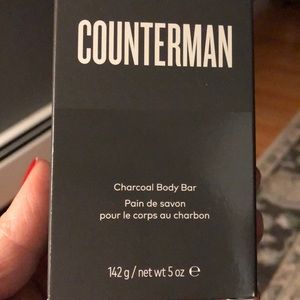 COUNTERMAN
Charcoal Body Bar
Pain de savon
pour le corps au charbon
142 g / net wt 5 oz ℮